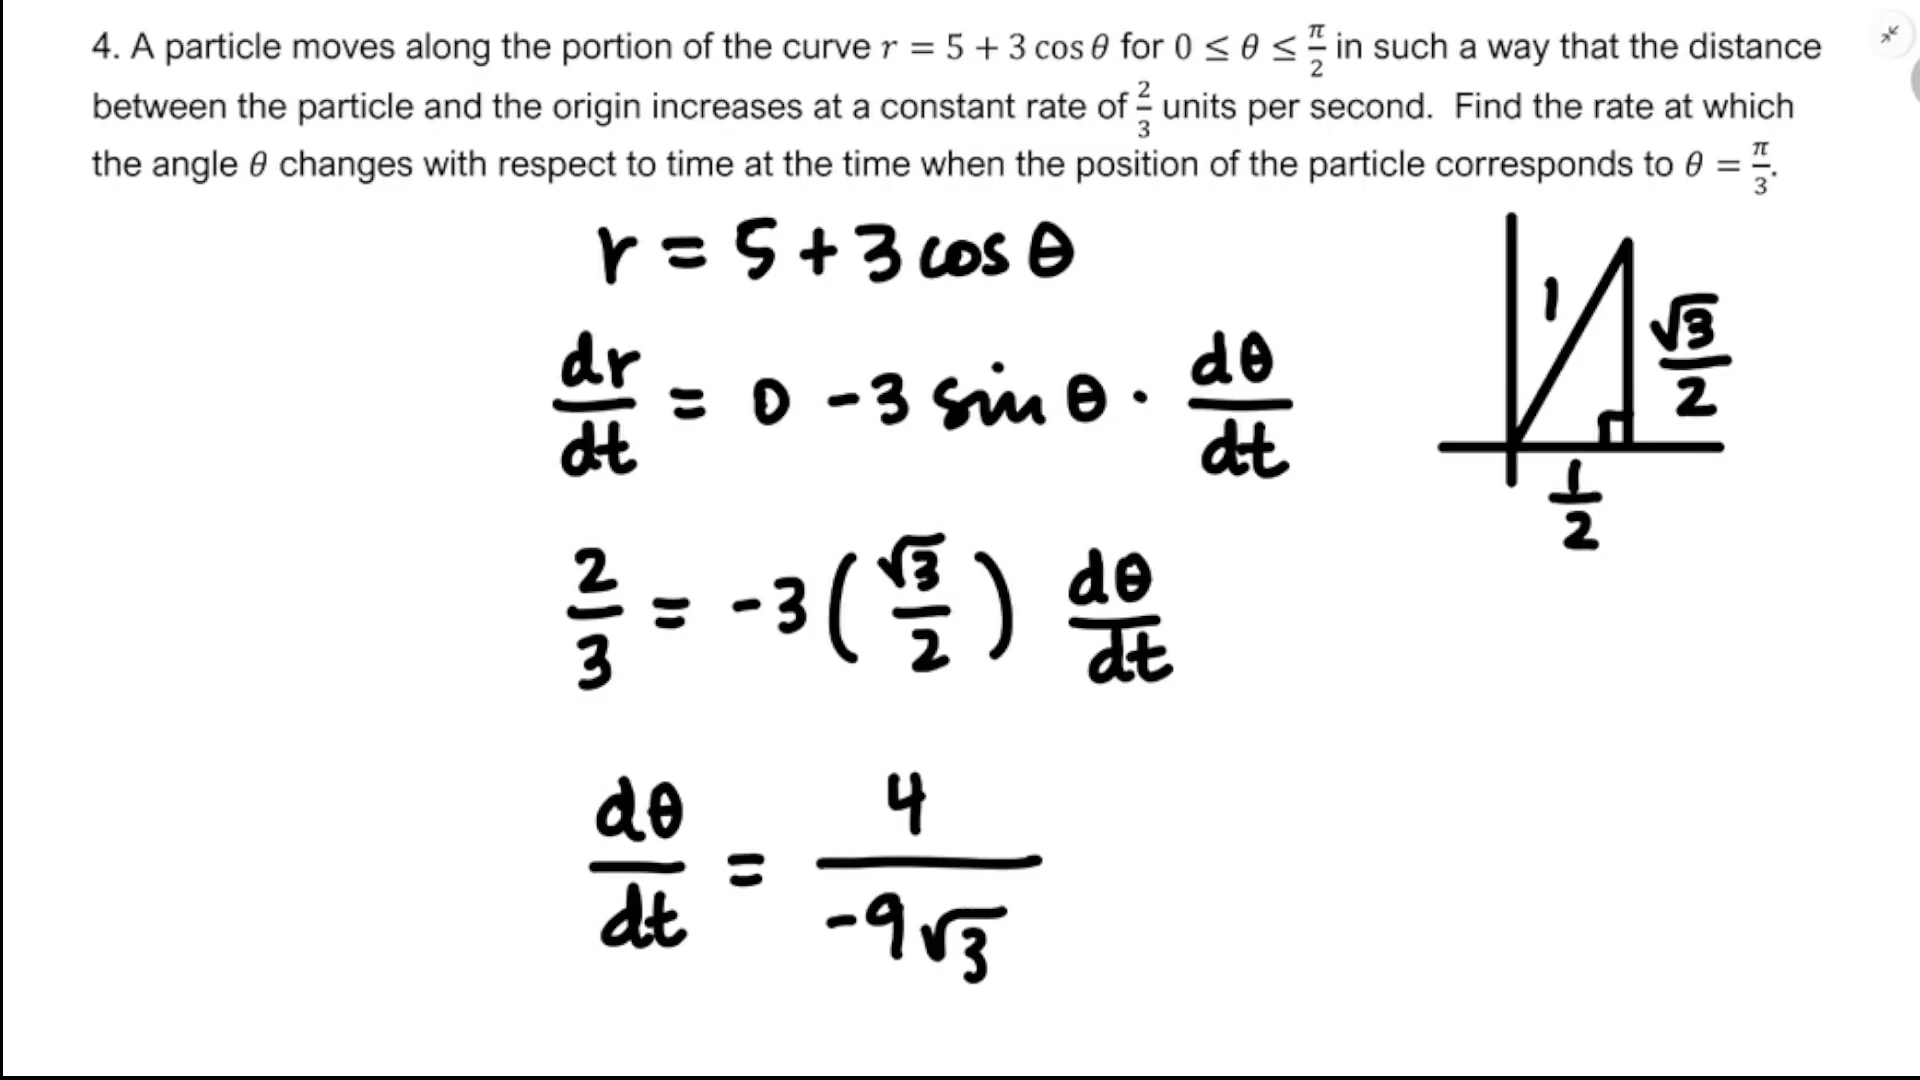 4. A particle moves along the portion of the curve r = 5 + 3 cos θ for 0 ≤ θ ≤ π/2 in such a way that the distance
between the particle and the origin increases at a constant rate of 2/3 units per second. Find the rate at which
the angle θ changes with respect to time at the time when the position of the particle corresponds to θ = π/3.
r = 5 + 3 cos θ
dr/dt = 0 - 3 sin θ · dθ/dt
1
√3/2
1/2
2/3 = -3 (√3/2) dθ/dt
dθ/dt = 4/-9√3